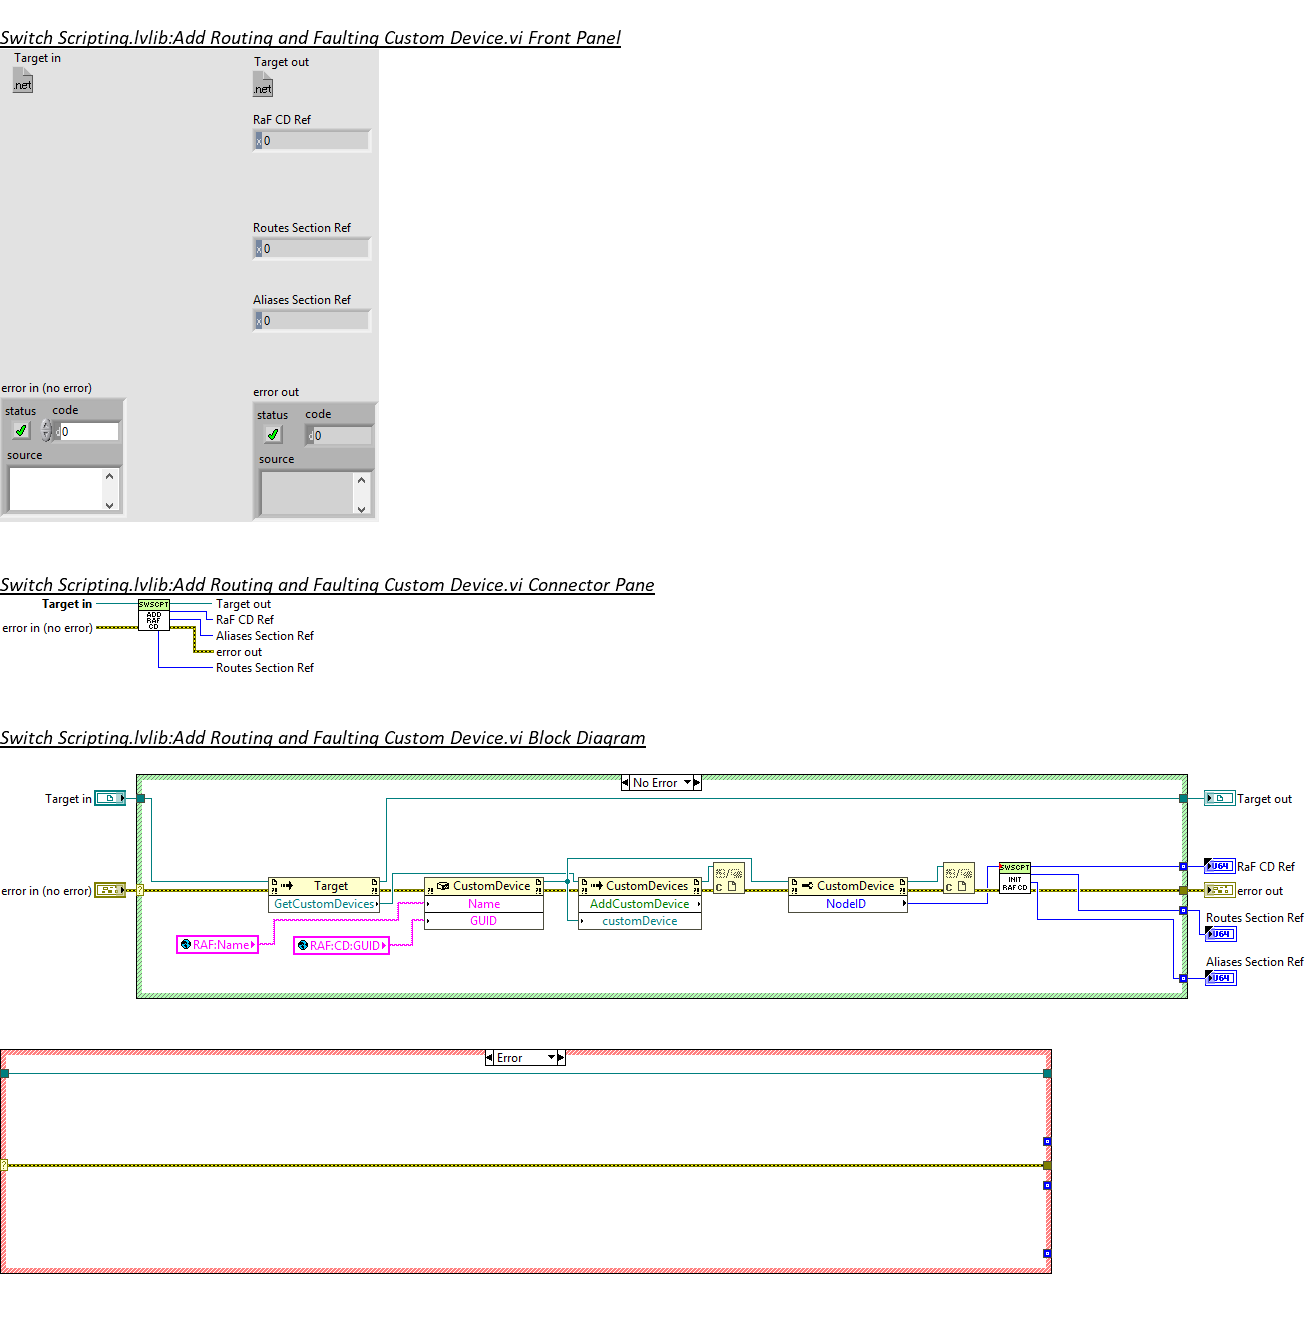 Switch Scripting.lvlib:Add Routing and Faulting Custom Device.vi Front Panel
Target in
Target out
.net
.net
RaF CD Ref
x 0
Routes Section Ref
x 0
Aliases Section Ref
x 0
error in (no error)
error out
status code
d 0
source
status code
d 0
source
Switch Scripting.lvlib:Add Routing and Faulting Custom Device.vi Connector Pane
Target in
error in (no error)
SWSCPT
ADD
RAF
CD
Target out
RaF CD Ref
Aliases Section Ref
error out
Routes Section Ref
Switch Scripting.lvlib:Add Routing and Faulting Custom Device.vi Block Diagram
No Error
Target in
Target out
error in (no error)
Target
GetCustomDevices
CustomDevice
Name
GUID
CustomDevices
AddCustomDevice
customDevice
C
CustomDevice
NodeID
C
SWSCPT
INIT
RAF CD
RAF:Name
RAF:CD:GUID
U64 RaF CD Ref
error out
Routes Section Ref
U64
Aliases Section Ref
U64
Error